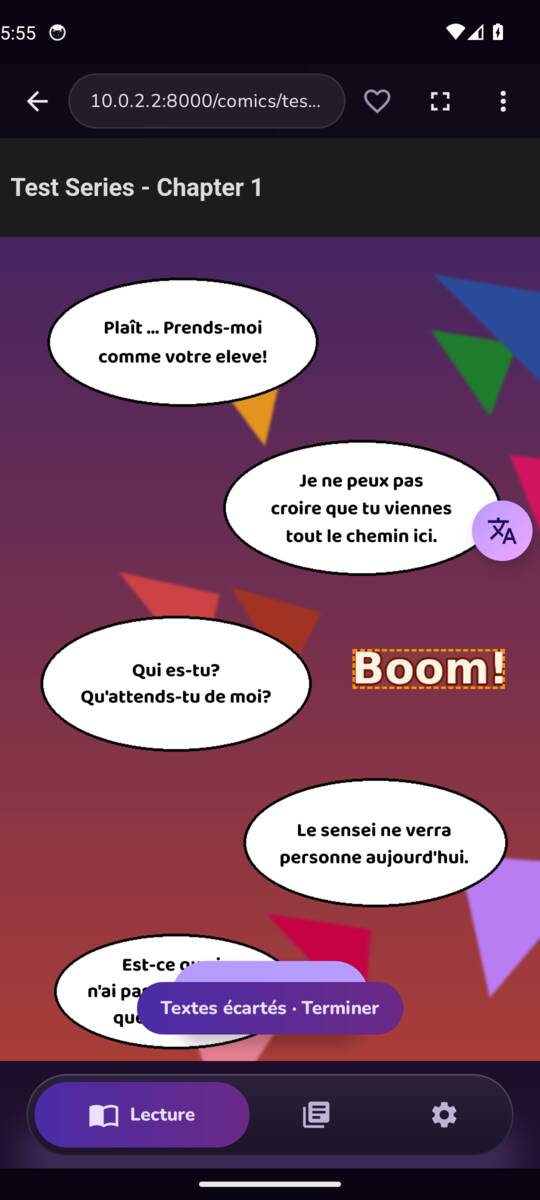 5:55
10.0.2.2:8000/comics/tes...
Test Series - Chapter 1
Plaît ... Prends-moi
comme votre eleve!
Je ne peux pas
croire que tu viennes
tout le chemin ici.
Qui es-tu?
Qu'attends-tu de moi?
Boom!
Le sensei ne verra
personne aujourd'hui.
Est-ce
n'ai
Textes écartés · Terminer
Lecture